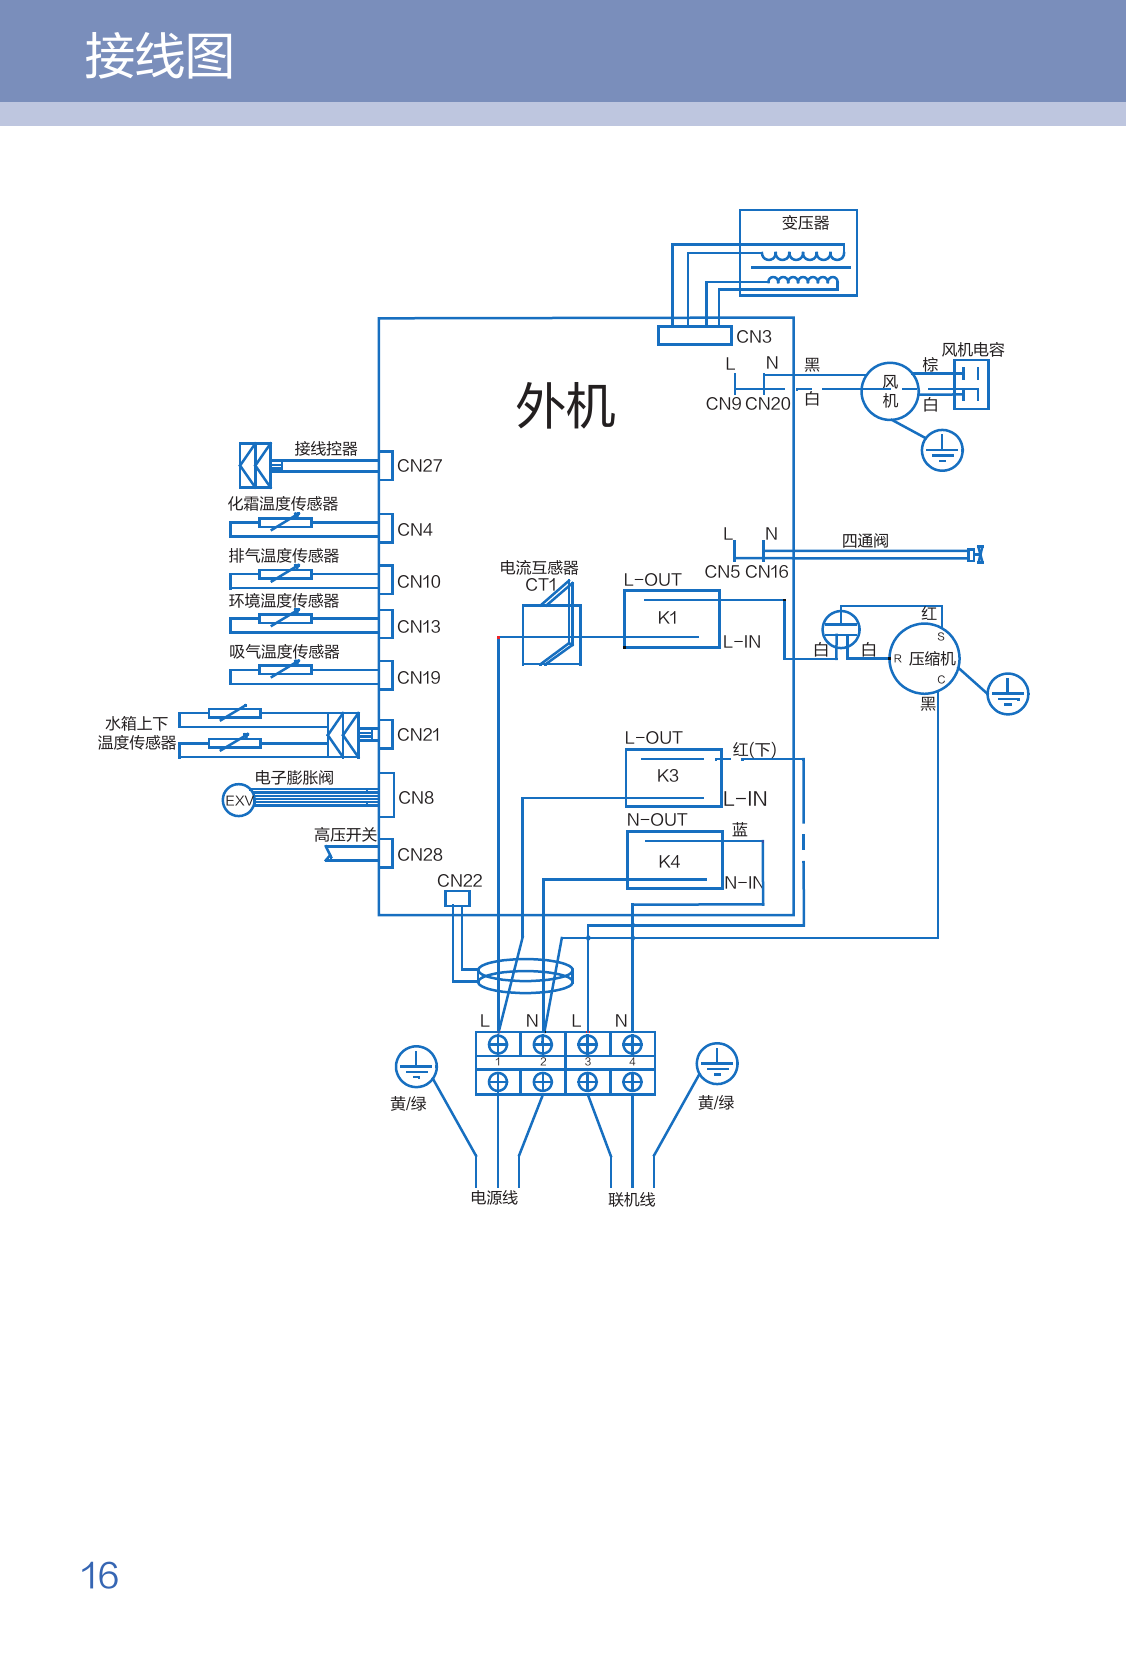 接线图
变压器
CN3
外机
L
N
黑
白
CN9 CN20
风机
棕
白
风机电容
接线控器
CN27
化霜温度传感器
CN4
排气温度传感器
CN10
环境温度传感器
CN13
吸气温度传感器
CN19
水箱上下
温度传感器
CN21
电子膨胀阀
EXV
CN8
高压开关
CN28
CN22
L
N
CN5 CN16
四通阀
电流互感器
CT1
L-OUT
K1
L-IN
白
白
红
S
R
压缩机
C
黑
L-OUT
K3
红(下)
L-IN
N-OUT
K4
蓝
N-IN
L
N
L
N
1
2
3
4
黄/绿
黄/绿
电源线
联机线
16